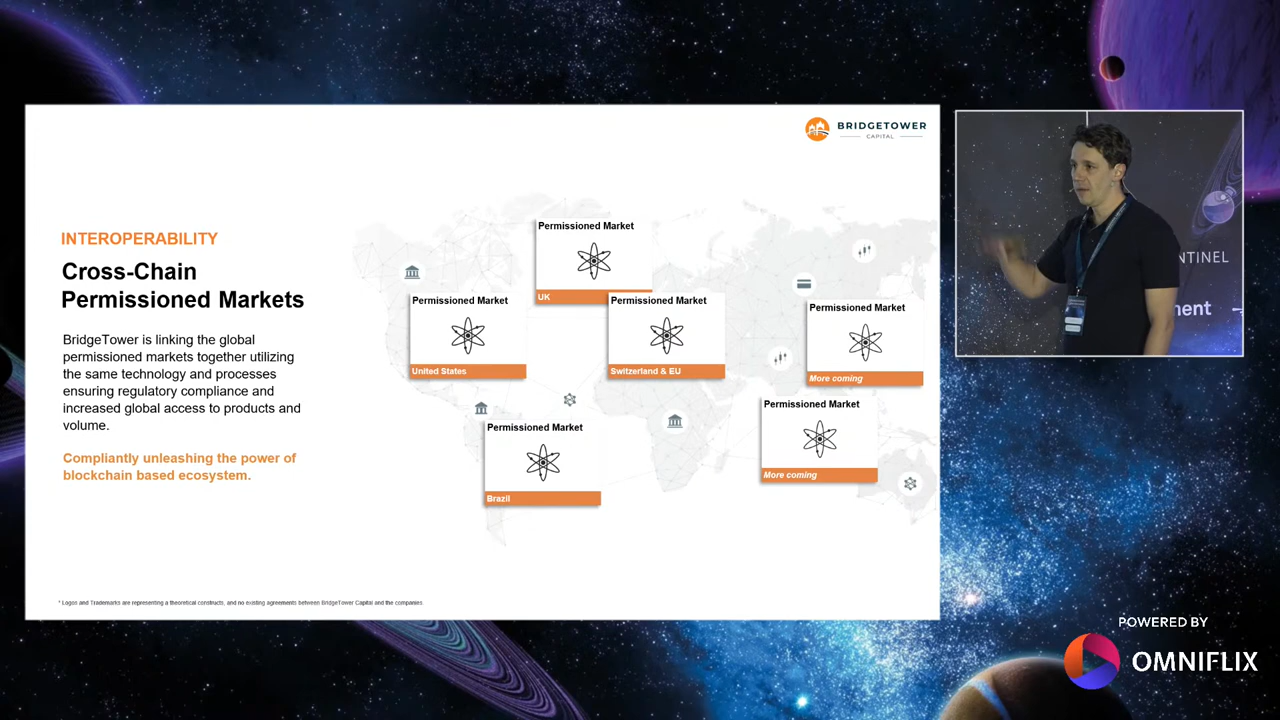 BRIDGETOWER
CAPITAL
INTEROPERABILITY
Cross-Chain
Permissioned Markets
BridgeTower is linking the global
permissioned markets together utilizing
the same technology and processes
ensuring regulatory compliance and
increased global access to products and
volume.
Compliantly unleashing the power of
blockchain based ecosystem.
Permissioned Market
UK
Permissioned Market
United States
Permissioned Market
Switzerland & EU
Permissioned Market
More coming
Permissioned Market
More coming
Permissioned Market
Brazil
* Logos and Trademarks are representing a theoretical constructs, and no existing agreements between BridgeTower Capital and the companies.
NTINEL
nent
POWERED BY
OMNIFLIX